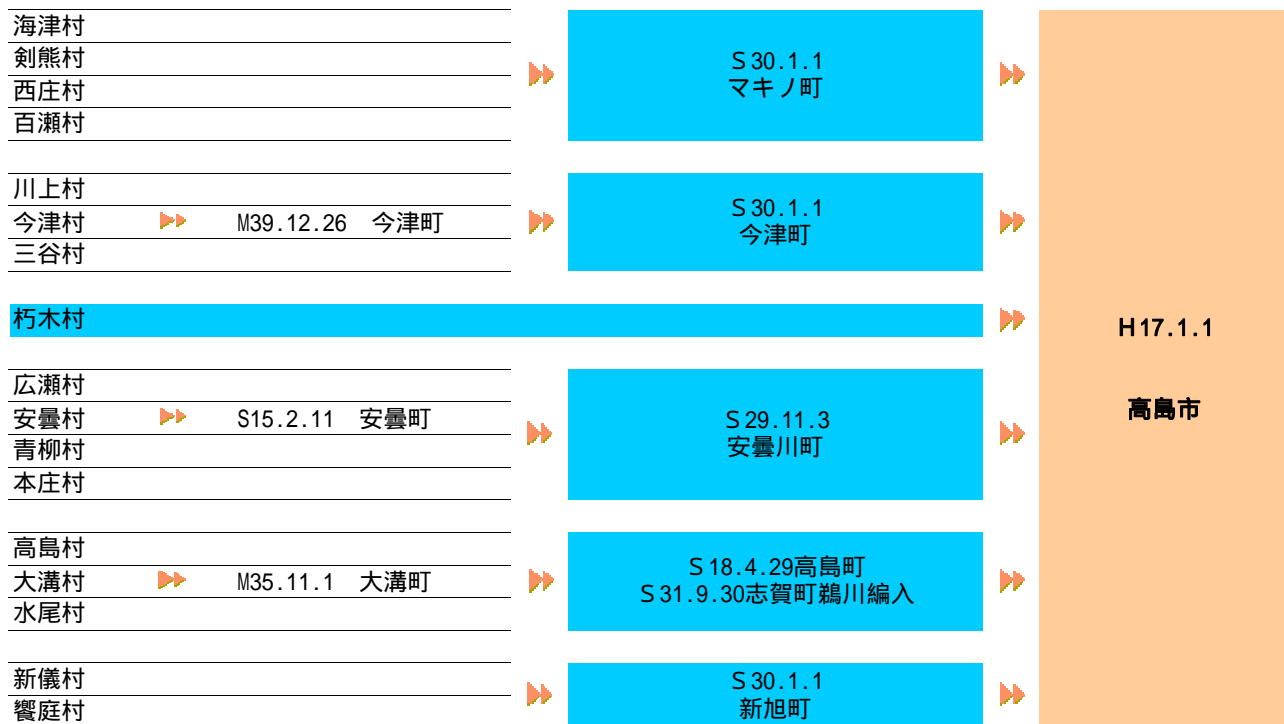 海津村
剣熊村
西庄村
百瀬村
S30.1.1
マキノ町
川上村
今津村 M39.12.26 今津町
三谷村
S30.1.1
今津町
朽木村
広瀬村
安曇村 S15.2.11 安曇町
青柳村
本庄村
S29.11.3
安曇川町
高島村
大溝村 M35.11.1 大溝町
水尾村
S18.4.29高島町
S31.9.30志賀町鵜川編入
新儀村
饗庭村
S30.1.1
新旭町
H17.1.1
高島市